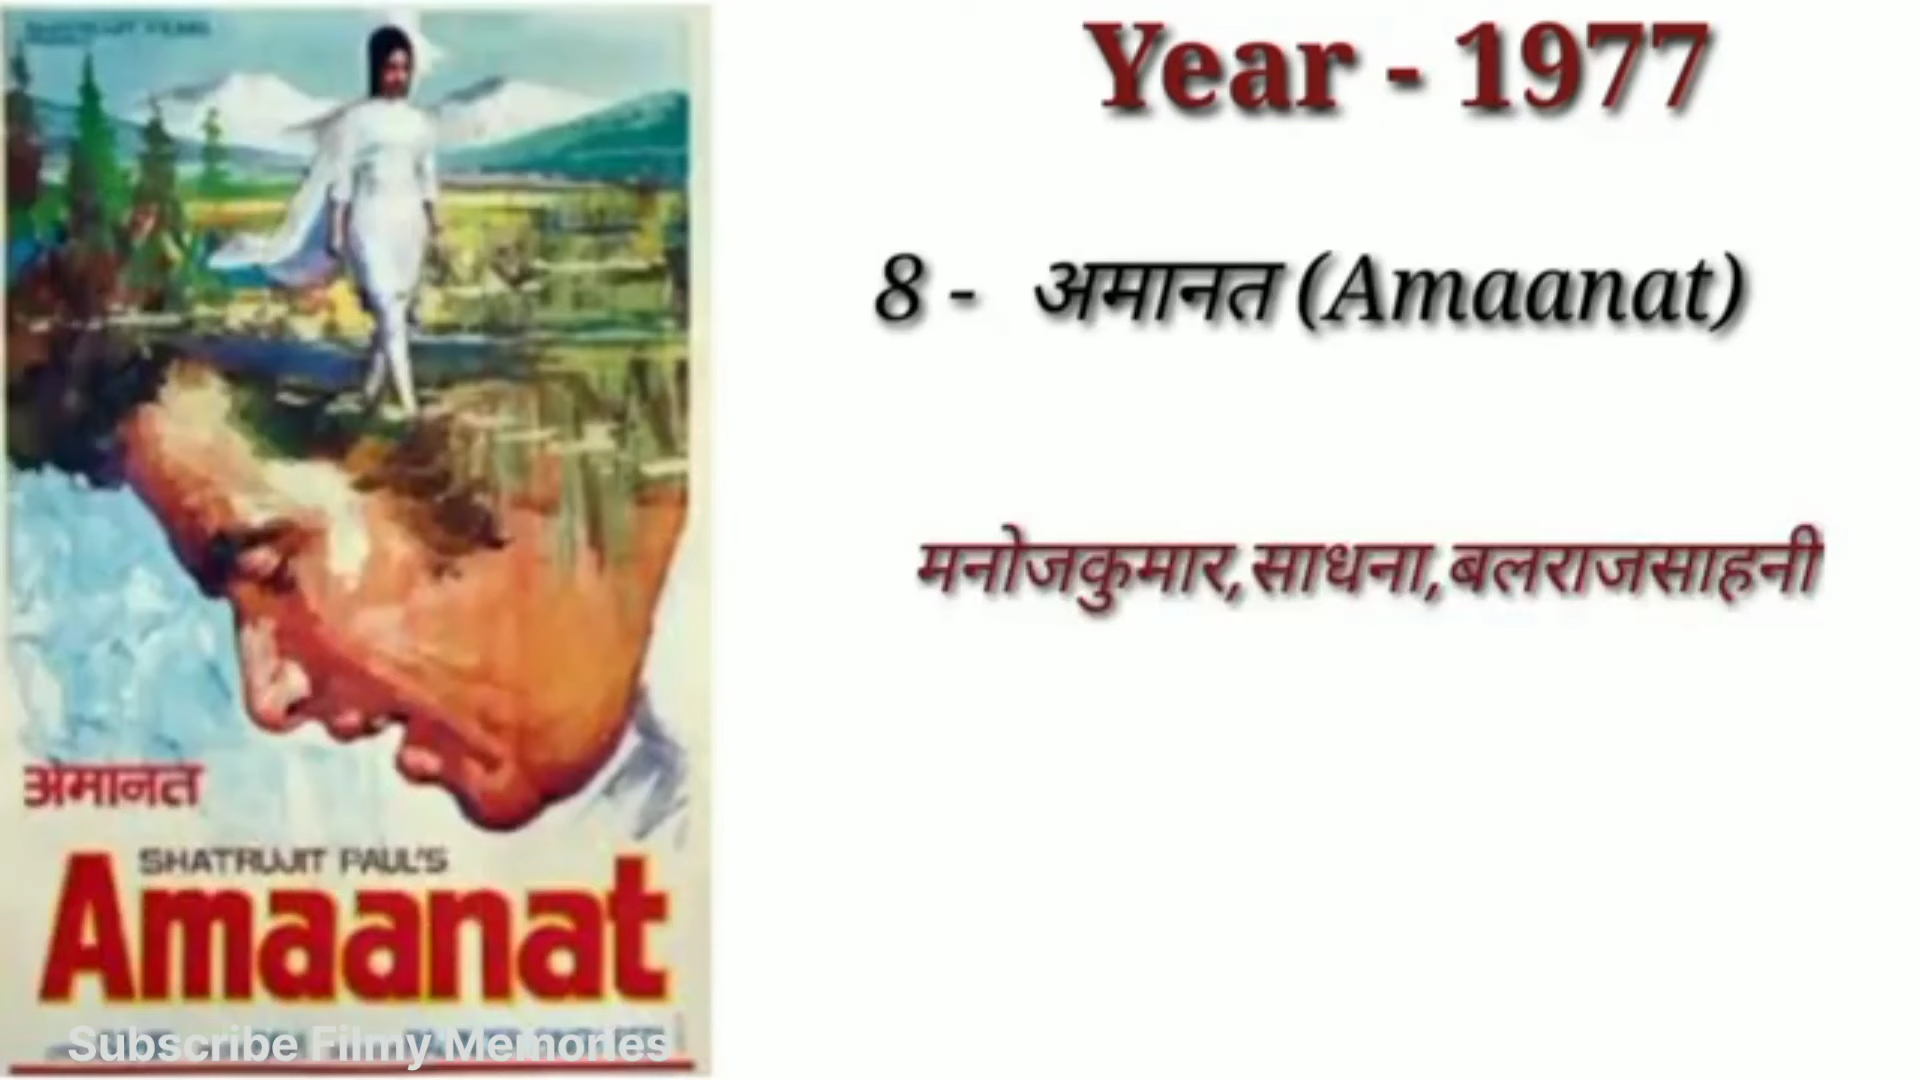 Year - 1977
8 - अमानत (Amaanat)
मनोजकुमार,साधना,बलराजसाहनी
अमानत
SHATRUJIT PAUL'S
Amaanat
Subscribe Filmy Memories